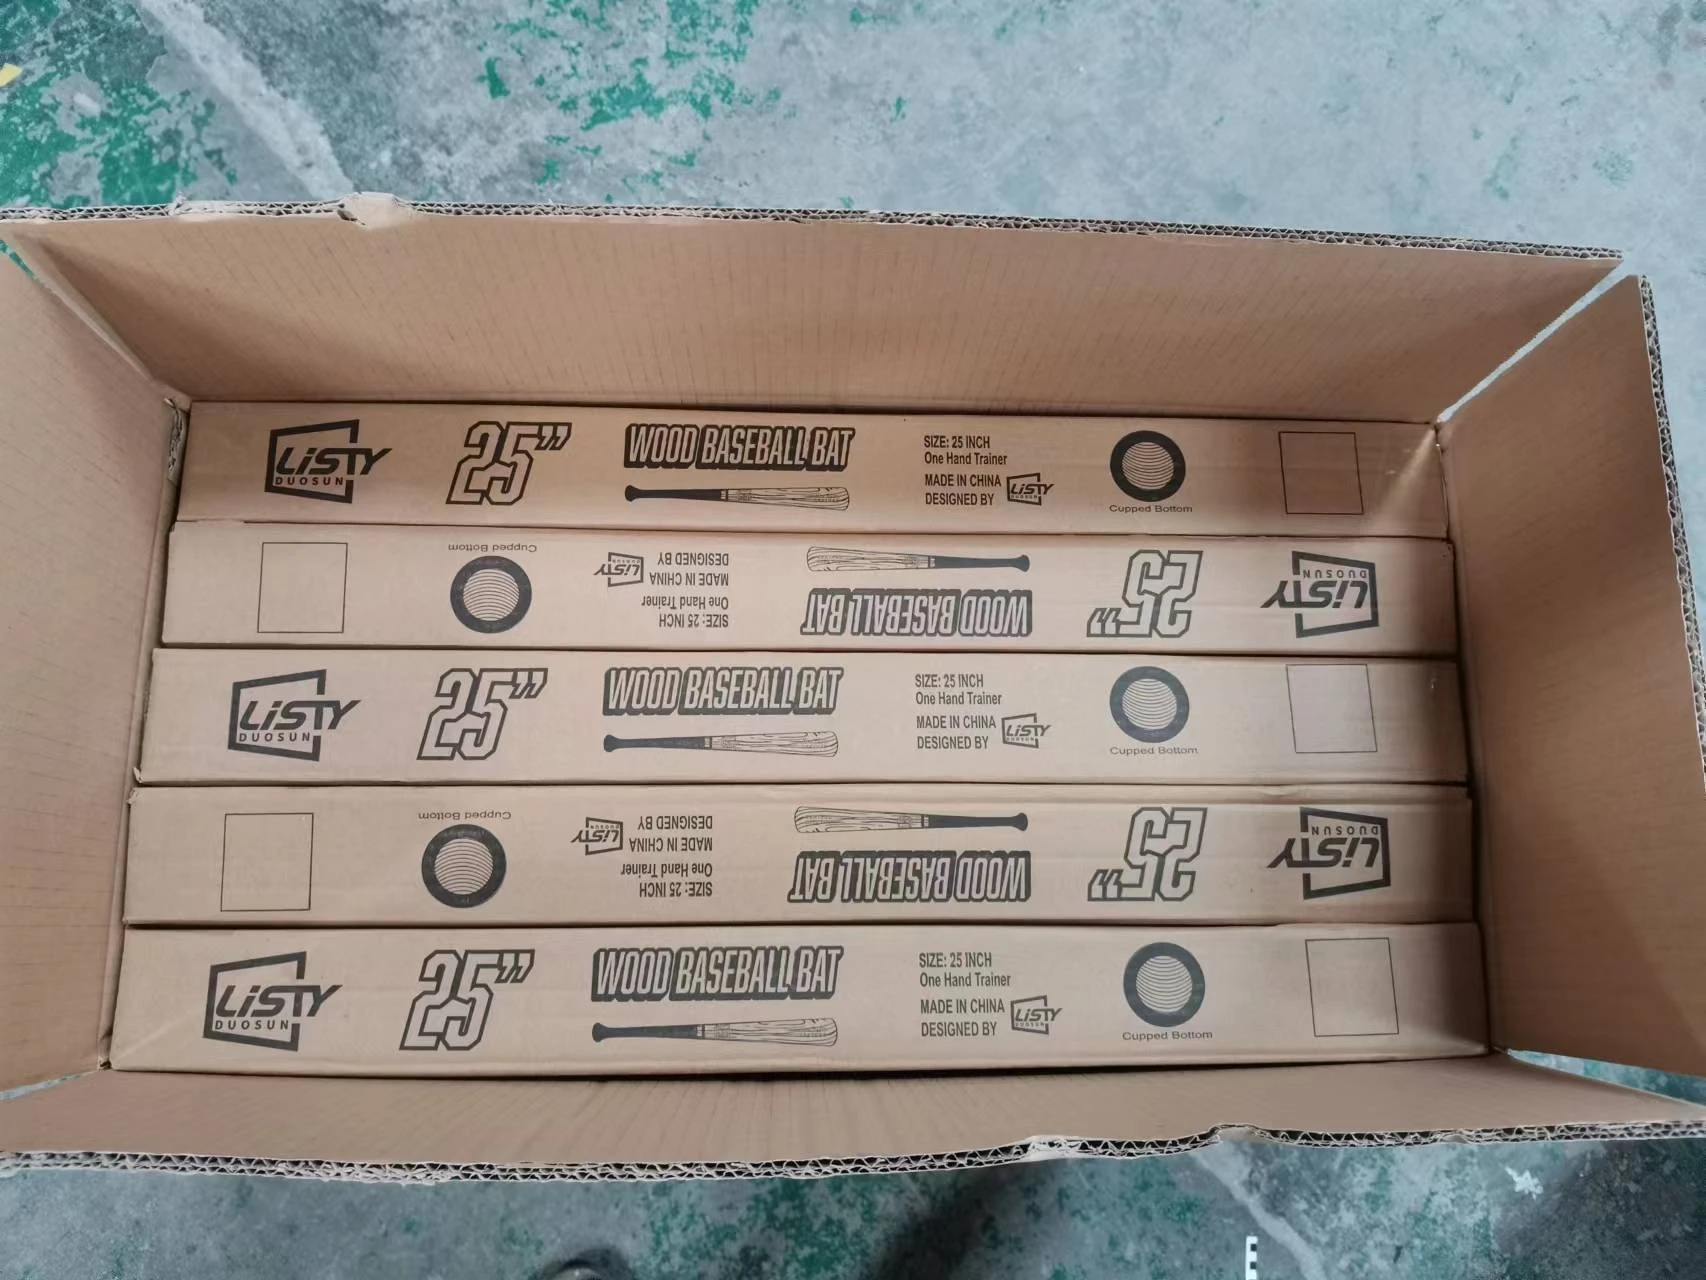 LiSTY
DUOSUN
25”
WOOD BASEBALL BAT
SIZE: 25 INCH
One Hand Trainer
MADE IN CHINA
DESIGNED BY
LiSTY
DUOSUN
Cupped Bottom
LiSTY
DUOSUN
25”
WOOD BASEBALL BAT
SIZE: 25 INCH
One Hand Trainer
MADE IN CHINA
DESIGNED BY
LiSTY
DUOSUN
Cupped Bottom
LiSTY
DUOSUN
25”
WOOD BASEBALL BAT
SIZE: 25 INCH
One Hand Trainer
MADE IN CHINA
DESIGNED BY
LiSTY
DUOSUN
Cupped Bottom
LiSTY
DUOSUN
25”
WOOD BASEBALL BAT
SIZE: 25 INCH
One Hand Trainer
MADE IN CHINA
DESIGNED BY
LiSTY
DUOSUN
Cupped Bottom
LiSTY
DUOSUN
25”
WOOD BASEBALL BAT
SIZE: 25 INCH
One Hand Trainer
MADE IN CHINA
DESIGNED BY
LiSTY
DUOSUN
Cupped Bottom